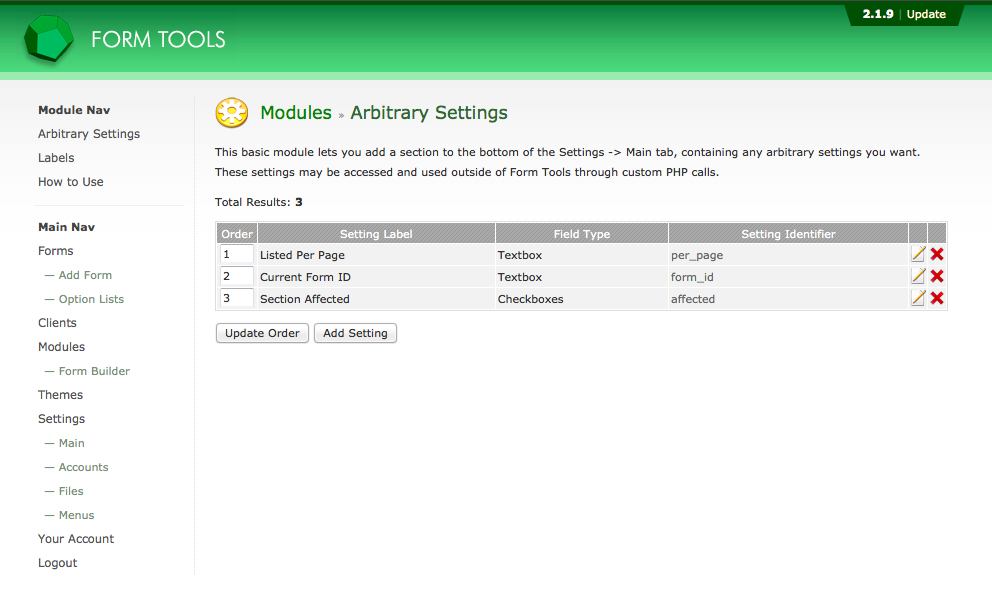 2.1.9 | Update
FORM TOOLS
Module Nav
Arbitrary Settings
Labels
How to Use
Main Nav
Forms
— Add Form
— Option Lists
Clients
Modules
— Form Builder
Themes
Settings
— Main
— Accounts
— Files
— Menus
Your Account
Logout
Modules » Arbitrary Settings
This basic module lets you add a section to the bottom of the Settings -> Main tab, containing any arbitrary settings you want.
These settings may be accessed and used outside of Form Tools through custom PHP calls.
Total Results: 3
Order Setting Label Field Type Setting Identifier
1 Listed Per Page Textbox per_page
2 Current Form ID Textbox form_id
3 Section Affected Checkboxes affected
Update Order Add Setting